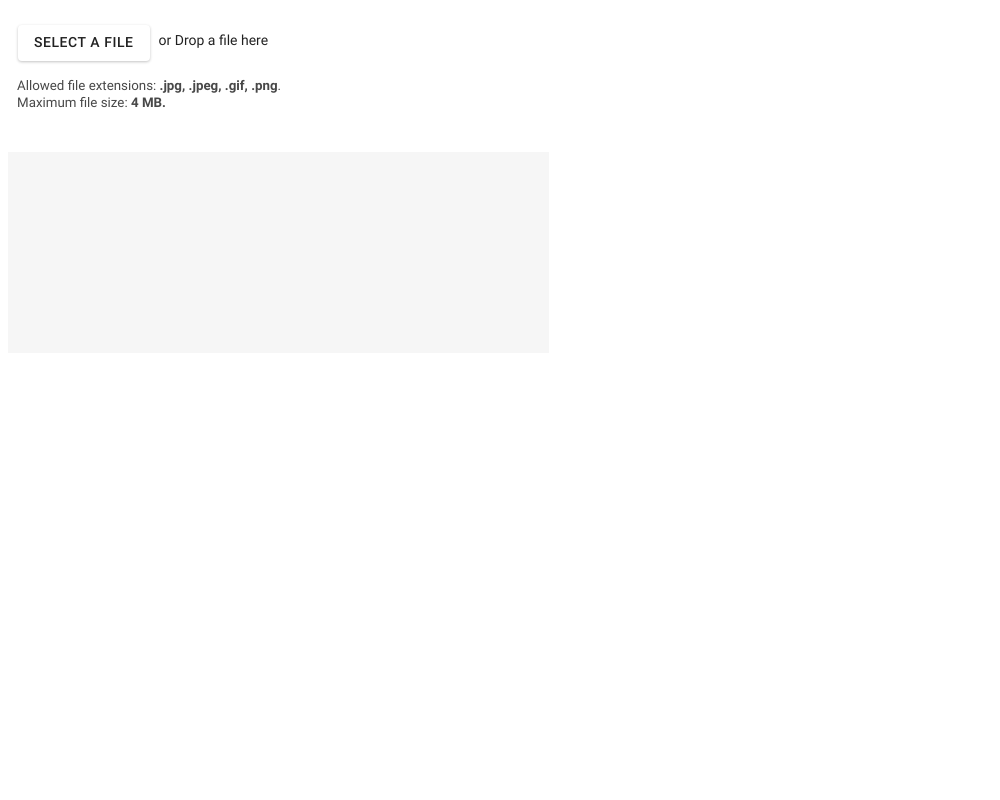 SELECT A FILE or Drop a file here
Allowed file extensions: .jpg, .jpeg, .gif, .png.
Maximum file size: 4 MB.